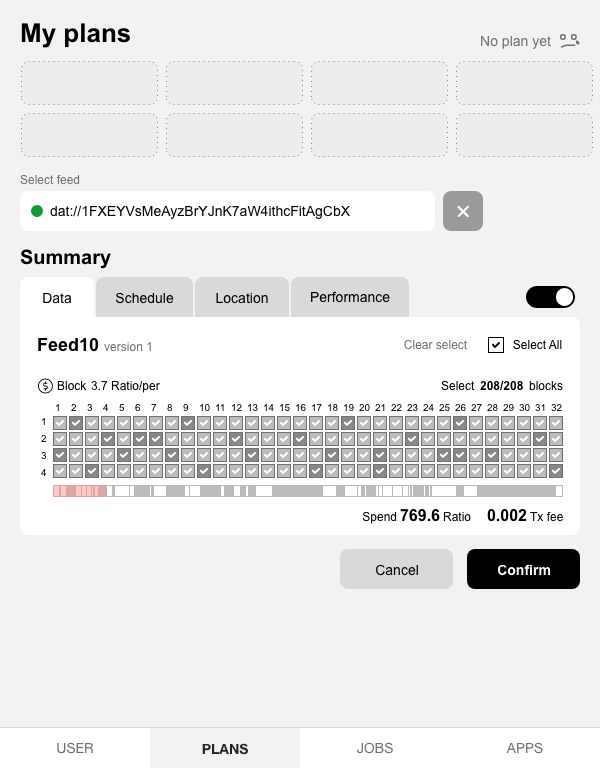 My plans
No plan yet
Select feed
dat://1FXEYVsMeAyzBrYJnK7aW4ithcFitAgCbX
Summary
Data Schedule Location Performance
Feed10 version 1 Clear select Select All
Block 3.7 Ratio/per Select 208/208 blocks
1 2 3 4 5 6 7 8 9 10 11 12 13 14 15 16 17 18 19 20 21 22 23 24 25 26 27 28 29 30 31 32
1
2
3
4
Spend 769.6 Ratio 0.002 Tx fee
Cancel Confirm
USER PLANS JOBS APPS